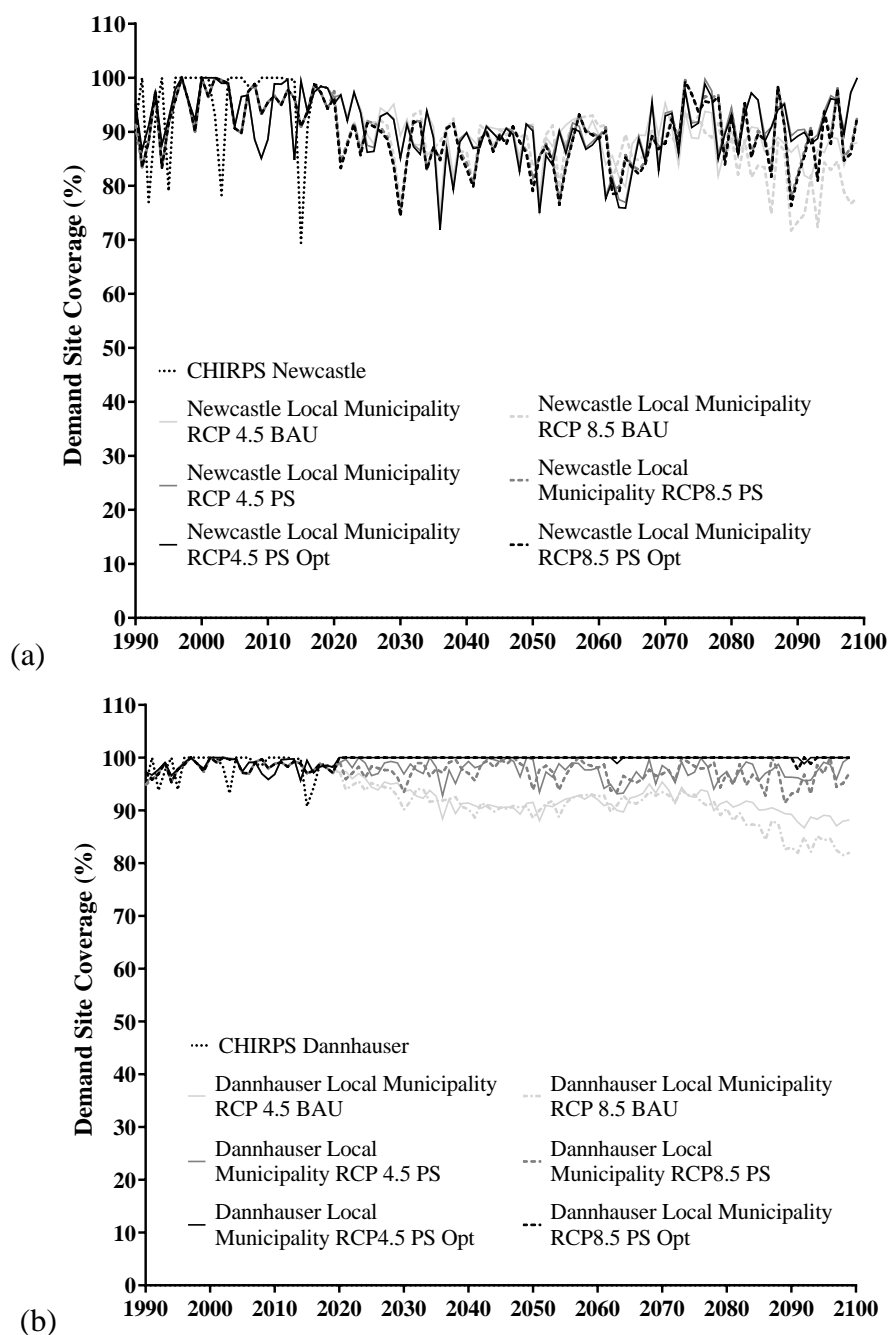 110
100
90
80
70
60
50
40
30
20
10
0
Demand Site Coverage (%)
CHIRPS Newcastle
Newcastle Local Municipality
RCP 4.5 BAU
Newcastle Local Municipality
RCP 8.5 BAU
Newcastle Local Municipality
RCP 4.5 PS
Newcastle Local
Municipality RCP8.5 PS
Newcastle Local Municipality
RCP4.5 PS Opt
Newcastle Local Municipality
RCP8.5 PS Opt
1990 2000 2010 2020 2030 2040 2050 2060 2070 2080 2090 2100
(a)
110
100
90
80
70
60
50
40
30
20
10
0
Demand Site Coverage (%)
CHIRPS Dannhauser
Dannhauser Local Municipality
RCP 4.5 BAU
Dannhauser Local Municipality
RCP 8.5 BAU
Dannhauser Local
Municipality RCP 4.5 PS
Dannhauser Local
Municipality RCP8.5 PS
Dannhauser Local
Municipality RCP4.5 PS Opt
Dannhauser Local Municipality
RCP8.5 PS Opt
1990 2000 2010 2020 2030 2040 2050 2060 2070 2080 2090 2100
(b)